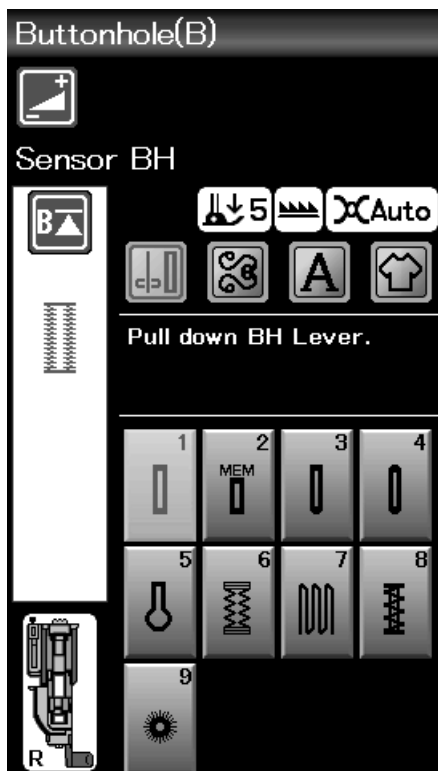 Buttonhole(B)
Sensor BH
B
5
Auto
A
Pull down BH Lever.
1
2
3
4
MEM
5
6
7
8
9
R